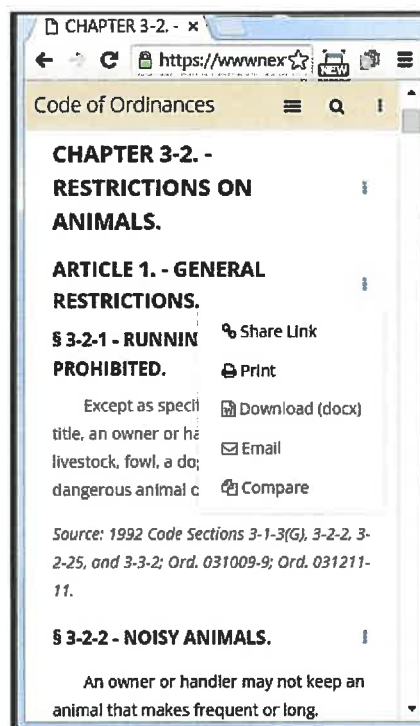 CHAPTER 3-2. - ×
https://wwwnex
NEW
Code of Ordinances
CHAPTER 3-2. -
RESTRICTIONS ON
ANIMALS.
ARTICLE 1. - GENERAL
RESTRICTIONS.
§ 3-2-1 - RUNNIN
PROHIBITED.
Share Link
Print
Download (docx)
Email
Compare
Except as specif
title, an owner or ha
livestock, fowl, a do
dangerous animal o
Source: 1992 Code Sections 3-1-3(G), 3-2-2, 3-
2-25, and 3-3-2; Ord. 031009-9; Ord. 031211-
11.
§ 3-2-2 - NOISY ANIMALS.
An owner or handler may not keep an
animal that makes frequent or long,